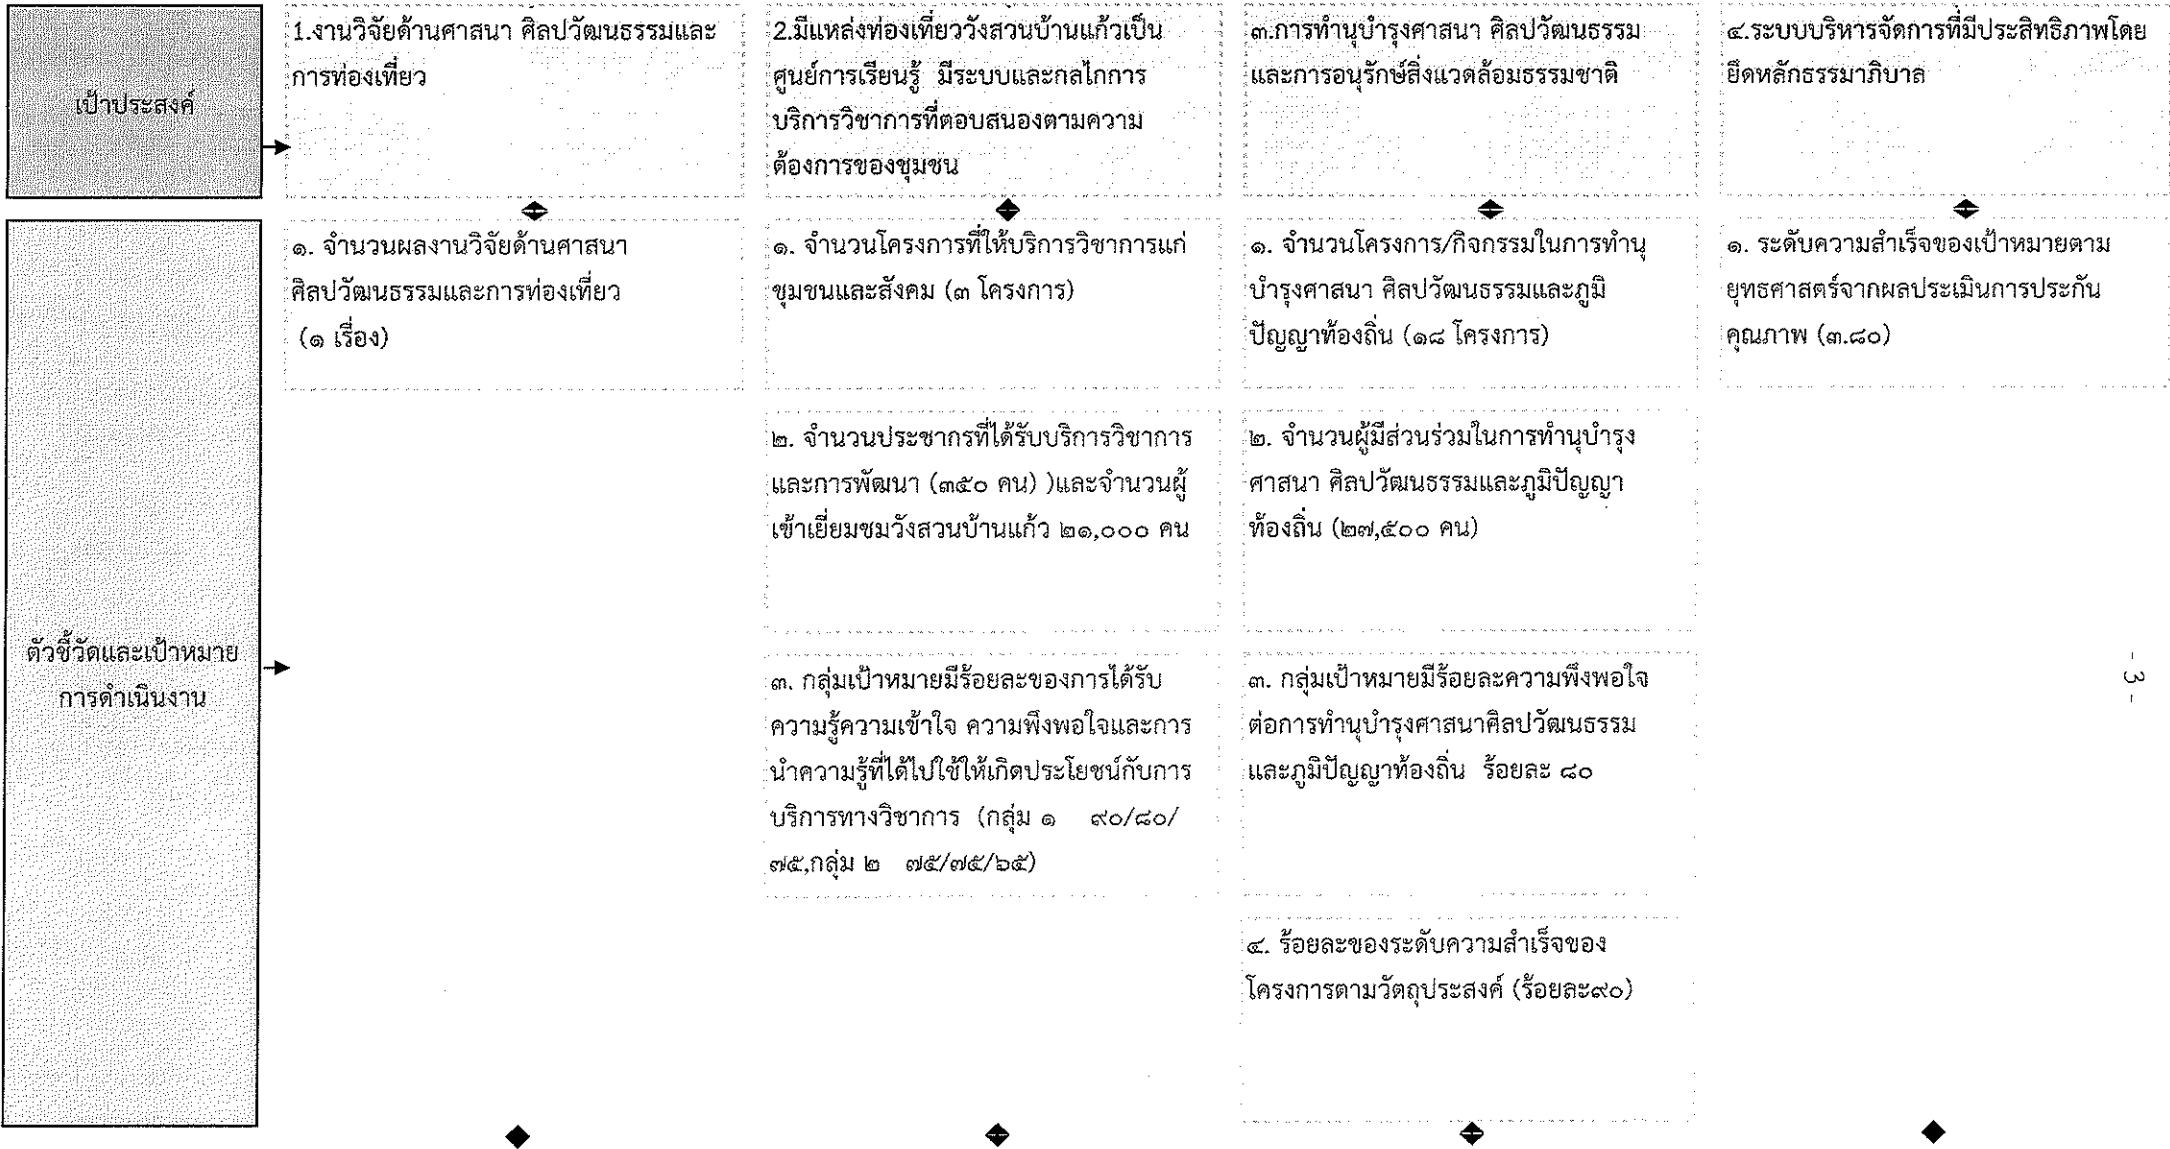 เป้าประสงค์
1.งานวิจัยด้านศาสนา ศิลปวัฒนธรรมและ
การท่องเที่ยว
2.มีแหล่งท่องเที่ยววังสวนบ้านแก้วเป็น
ศูนย์การเรียนรู้ มีระบบและกลไกการ
บริการวิชาการที่ตอบสนองตามความ
ต้องการของชุมชน
๓.การทำนุบำรุงศาสนา ศิลปวัฒนธรรม
และการอนุรักษ์สิ่งแวดล้อมธรรมชาติ
๔.ระบบบริหารจัดการที่มีประสิทธิภาพโดย
ยึดหลักธรรมาภิบาล
ตัวชี้วัดและเป้าหมาย
การดำเนินงาน
๑. จำนวนผลงานวิจัยด้านศาสนา
ศิลปวัฒนธรรมและการท่องเที่ยว
(๑ เรื่อง)
๑. จำนวนโครงการที่ให้บริการวิชาการแก่
ชุมชนและสังคม (๓ โครงการ)
๒. จำนวนประชากรที่ได้รับบริการวิชาการ
และการพัฒนา (๓๕๐ คน) )และจำนวนผู้
เข้าเยี่ยมชมวังสวนบ้านแก้ว ๒๑,๐๐๐ คน
๓. กลุ่มเป้าหมายมีร้อยละของการได้รับ
ความรู้ความเข้าใจ ความพึงพอใจและการ
นำความรู้ที่ได้ไปใช้ให้เกิดประโยชน์กับการ
บริการทางวิชาการ (กลุ่ม ๑ ๙๐/๘๐/
๗๕,กลุ่ม ๒ ๗๕/๗๕/๖๕)
๑. จำนวนโครงการ/กิจกรรมในการทำนุ
บำรุงศาสนา ศิลปวัฒนธรรมและภูมิ
ปัญญาท้องถิ่น (๑๘ โครงการ)
๒. จำนวนผู้มีส่วนร่วมในการทำนุบำรุง
ศาสนา ศิลปวัฒนธรรมและภูมิปัญญา
ท้องถิ่น (๒๗,๕๐๐ คน)
๓. กลุ่มเป้าหมายมีร้อยละความพึงพอใจ
ต่อการทำนุบำรุงศาสนาศิลปวัฒนธรรม
และภูมิปัญญาท้องถิ่น ร้อยละ ๘๐
๔. ร้อยละของระดับความสำเร็จของ
โครงการตามวัตถุประสงค์ (ร้อยละ๙๐)
๑. ระดับความสำเร็จของเป้าหมายตาม
ยุทธศาสตร์จากผลประเมินการประกัน
คุณภาพ (๓.๘๐)
- 3 -